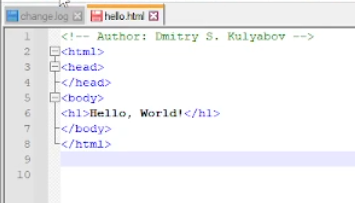 change.log hello.html
1 <!-- Author: Dmitry S. Kulyabov -->
2 <html>
3 <head>
4 </head>
5 <body>
6 <h1>Hello, World!</h1>
7 </body>
8 </html>
9
10